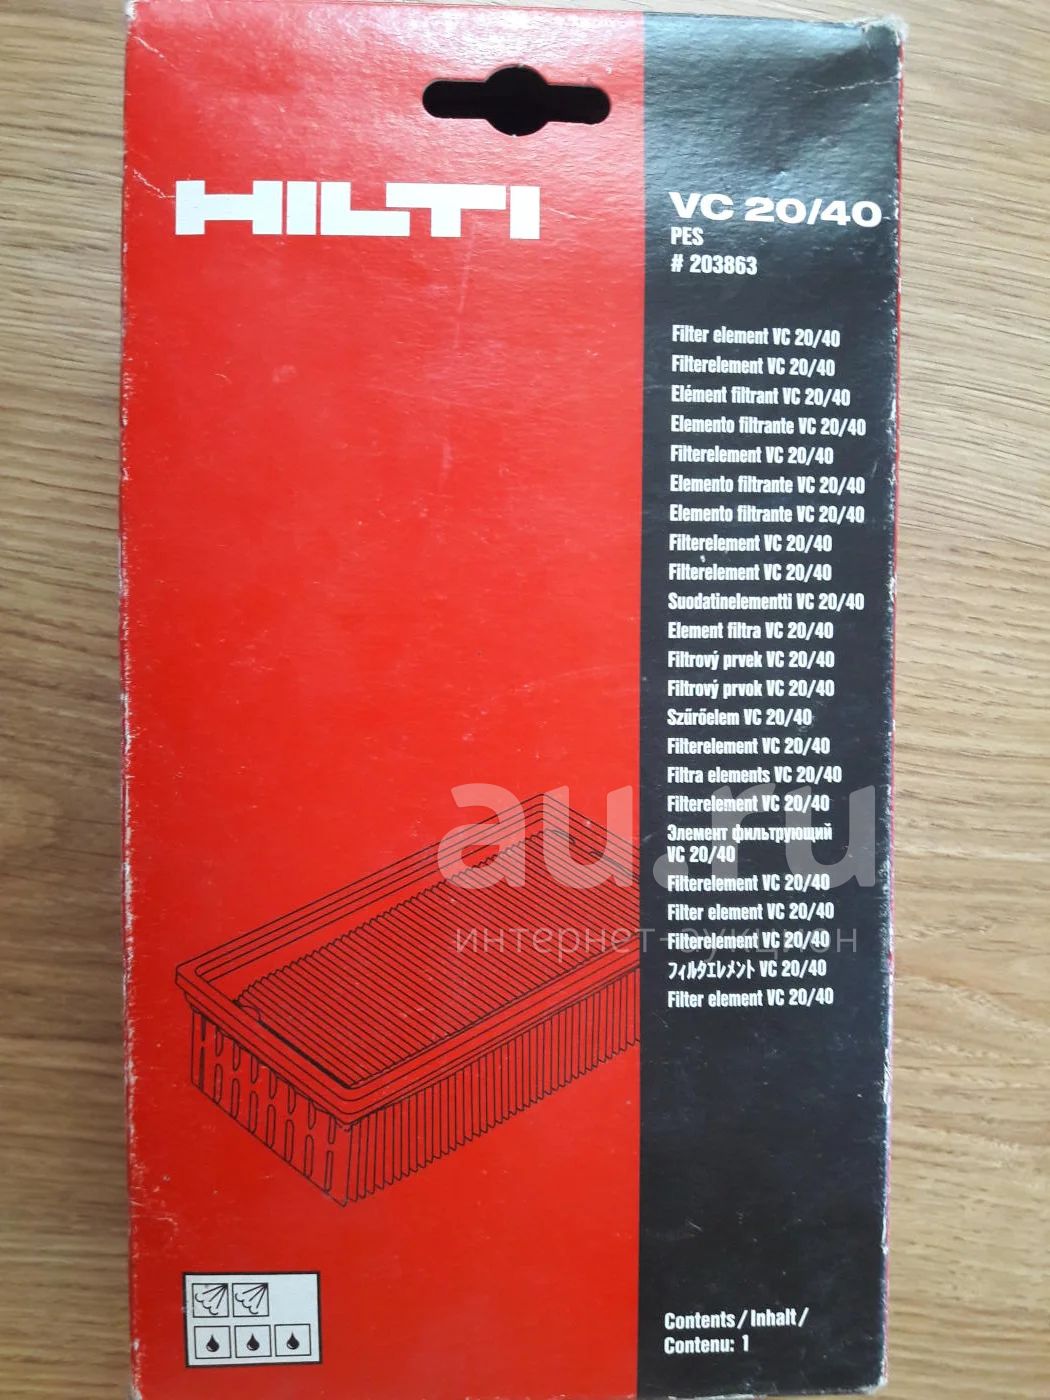 HILTI
VC 20/40
PES
# 203863
Filter element VC 20/40
Filterelement VC 20/40
Elément filtrant VC 20/40
Elemento filtrante VC 20/40
Filterelement VC 20/40
Elemento filtrante VC 20/40
Elemento filtrante VC 20/40
Filterelement VC 20/40
Filterelement VC 20/40
Suodatinelementti VC 20/40
Element filtra VC 20/40
Filtrový prvek VC 20/40
Filtrový prvok VC 20/40
Szűrőelem VC 20/40
Filterelement VC 20/40
Filtra elements VC 20/40
Filterelement VC 20/40
Элемент фильтрующий
VC 20/40
Filterelement VC 20/40
Filter element VC 20/40
Filterelement VC 20/40
フィルタエレメント VC 20/40
Filter element VC 20/40
au.ru
интернет-аукцион
Contents / Inhalt /
Contenu: 1